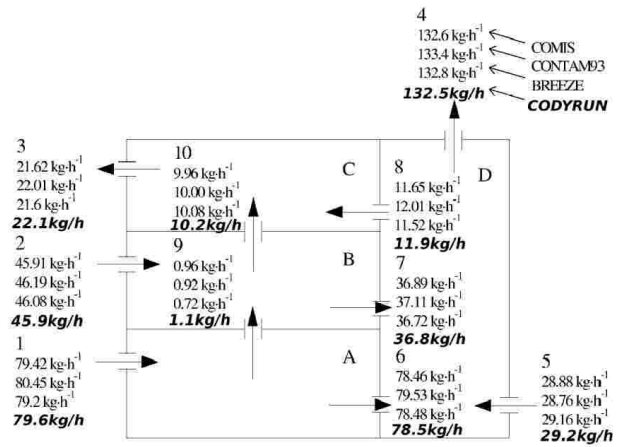 4
132.6 kg·h⁻¹
133.4 kg·h⁻¹
132.8 kg·h⁻¹
132.5kg/h
COMIS
CONTAM93
BREEZE
CODYRUN
3
21.62 kg·h⁻¹
22.01 kg·h⁻¹
21.6 kg·h⁻¹
22.1kg/h
10
9.96 kg·h⁻¹
10.00 kg·h⁻¹
10.08 kg·h⁻¹
10.2kg/h
C
8
11.65 kg·h⁻¹
12.01 kg·h⁻¹
11.52 kg·h⁻¹
11.9kg/h
D
2
45.91 kg·h⁻¹
46.19 kg·h⁻¹
46.08 kg·h⁻¹
45.9kg/h
9
0.96 kg·h⁻¹
0.92 kg·h⁻¹
0.72 kg·h⁻¹
1.1kg/h
B
7
36.89 kg·h⁻¹
37.11 kg·h⁻¹
36.72 kg·h⁻¹
36.8kg/h
1
79.42 kg·h⁻¹
80.45 kg·h⁻¹
79.2 kg·h⁻¹
79.6kg/h
A
6
78.46 kg·h⁻¹
79.53 kg·h⁻¹
78.48 kg·h⁻¹
78.5kg/h
5
28.88 kg·h⁻¹
28.76 kg·h⁻¹
29.16 kg·h⁻¹
29.2kg/h